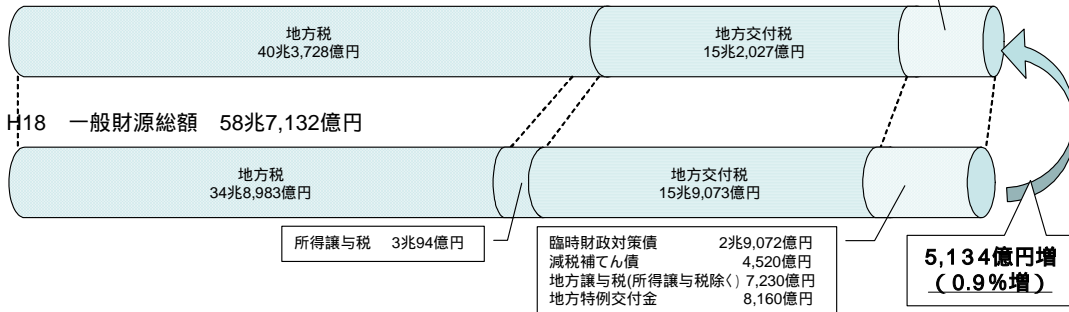 地方税
40兆3,728億円
地方交付税
15兆2,027億円
H18 一般財源総額 58兆7,132億円
地方税
34兆8,983億円
地方交付税
15兆9,073億円
所得譲与税 3兆94億円
臨時財政対策債 2兆9,072億円
減税補てん債 4,520億円
地方譲与税(所得譲与税除く) 7,230億円
地方特例交付金 8,160億円
5,134億円増
(0.9%増)